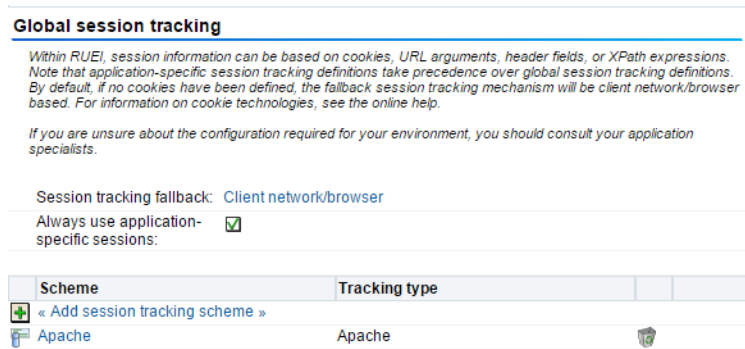 Global session tracking
Within RUEI, session information can be based on cookies, URL arguments, header fields, or XPath expressions.
Note that application-specific session tracking definitions take precedence over global session tracking definitions.
By default, if no cookies have been defined, the fallback session tracking mechanism will be client network/browser
based. For information on cookie technologies, see the online help.
If you are unsure about the configuration required for your environment, you should consult your application
specialists.
Session tracking fallback: Client network/browser
Always use application-
specific sessions:
Scheme Tracking type
« Add session tracking scheme »
Apache Apache